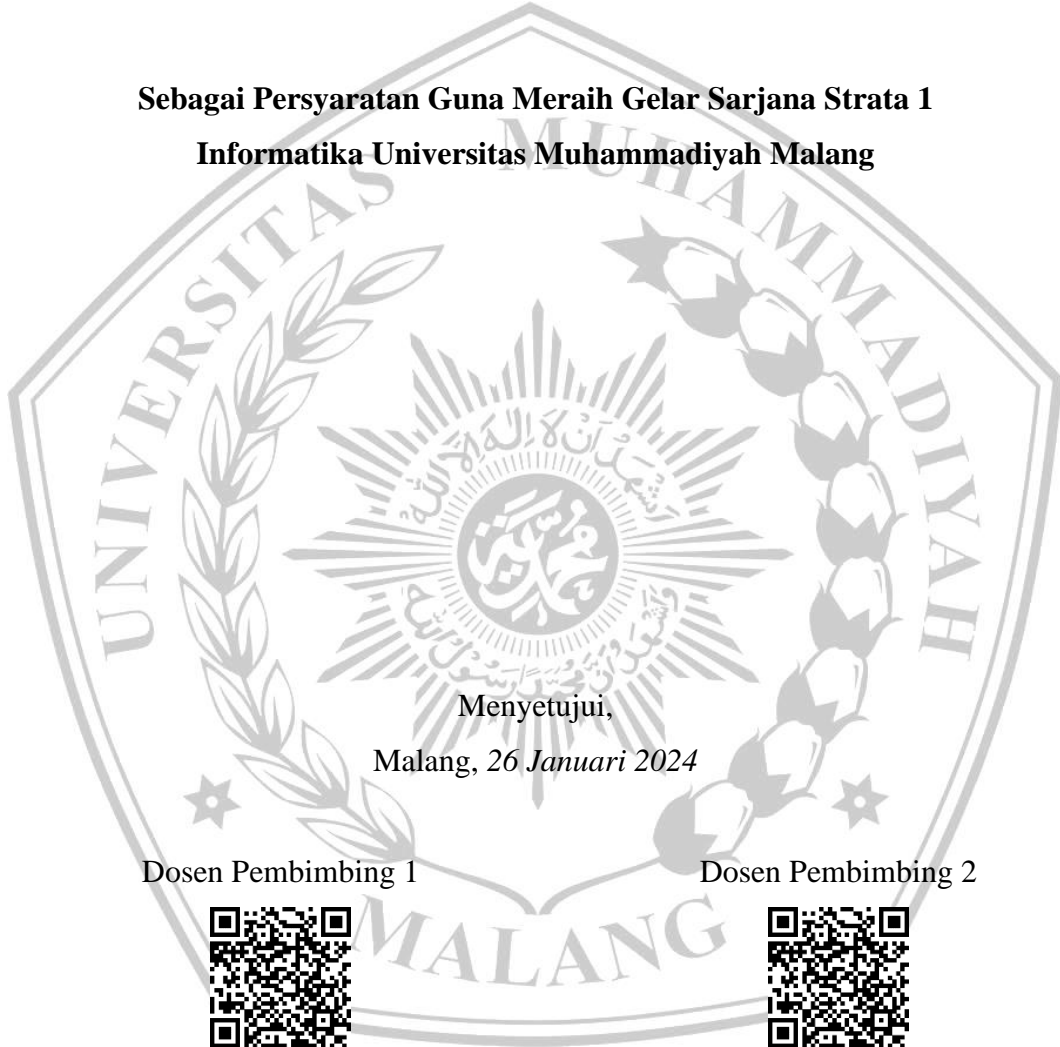 Sebagai Persyaratan Guna Meraih Gelar Sarjana Strata 1
Informatika Universitas Muhammadiyah Malang
UNIVERSITAS MUHAMMADIYAH
MALANG
Menyetujui,
Malang, 26 Januari 2024
Dosen Pembimbing 1 Dosen Pembimbing 2